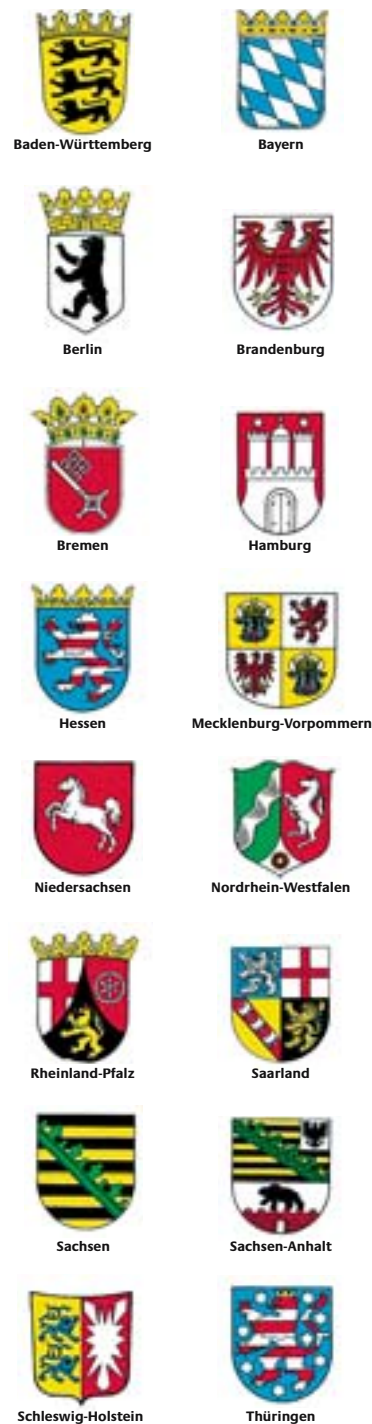 Baden-Württemberg
Bayern
Berlin
Brandenburg
Bremen
Hamburg
Hessen
Mecklenburg-Vorpommern
Niedersachsen
Nordrhein-Westfalen
Rheinland-Pfalz
Saarland
Sachsen
Sachsen-Anhalt
Schleswig-Holstein
Thüringen